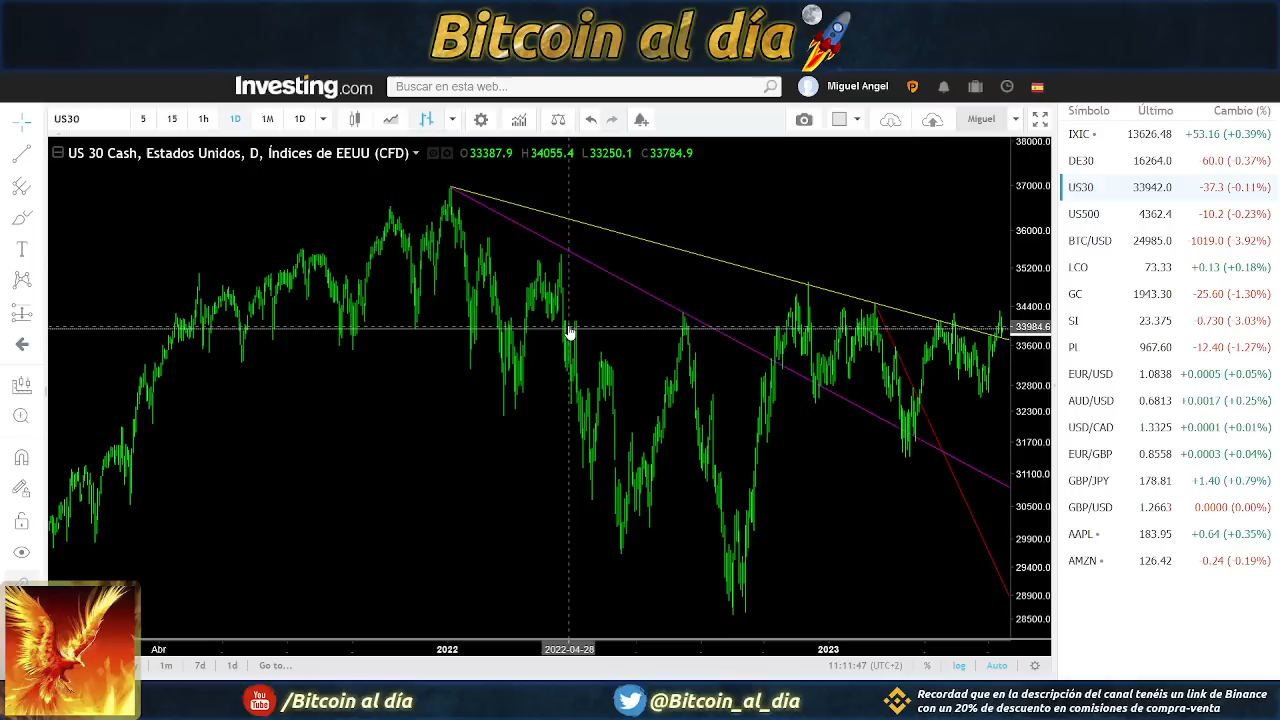 Bitcoin al día
Investing.com
Buscar en esta web...
Miguel Angel
US30
5 15 1h 1D 1M 1D
Miguel
US 30 Cash, Estados Unidos, D, Índices de EEUU (CFD)
O33387.9 H34055.4 L33250.1 C33784.9
38000.0
37000.0
36000.0
35200.0
34400.0
33984.6
33600.0
32800.0
32300.0
31700.0
31100.0
30500.0
29900.0
29400.0
28900.0
28500.0
Símbolo Último Cambio (%)
IXIC 13626.48 +53.16 (+0.39%)
DE30 16264.0 -60.0 (-0.37%)
US30 33992.0 -37.3 (-0.11%)
US00 4382.4 -10.2 (-0.23%)
BTC/USD 24985.0 -1019.0 (-3.92%)
LCO 73.33 +0.13 (+0.18%)
GC 1943.30 -25.60 (-1.30%)
SI 23.375 -0.730 (-3.03%)
PL 967.60 -12.40 (-1.27%)
EUR/USD 1.0838 +0.0005 (+0.05%)
AUD/USD 0.6813 +0.0017 (+0.25%)
USD/CAD 1.3325 +0.0001 (+0.01%)
EUR/GBP 0.8558 +0.0003 (+0.04%)
GBP/JPY 178.81 +1.40 (+0.79%)
GBP/USD 1.2663 0.0000 (0.00%)
AAPL 183.95 +0.64 (+0.35%)
AMZN 126.42 -0.24 (-0.19%)
Abr 2022 2022-04-28 2023
1m 7d 1d Go to...
11:11:47 (UTC+2) % log Auto
You Tube
/Bitcoin al día
@Bitcoin_al_dia
Recordad que en la descripción del canal tenéis un link de Binance
con un 20% de descuento en comisiones de compra-venta